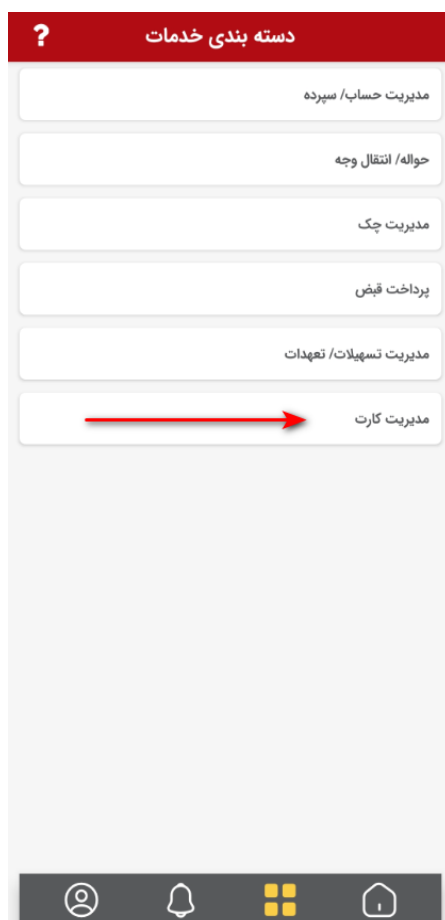 دسته بندی خدمات ?
مدیریت حساب/ سپرده
حواله/ انتقال وجه
مدیریت چک
پرداخت قبض
مدیریت تسهیلات/ تعهدات
مدیریت کارت